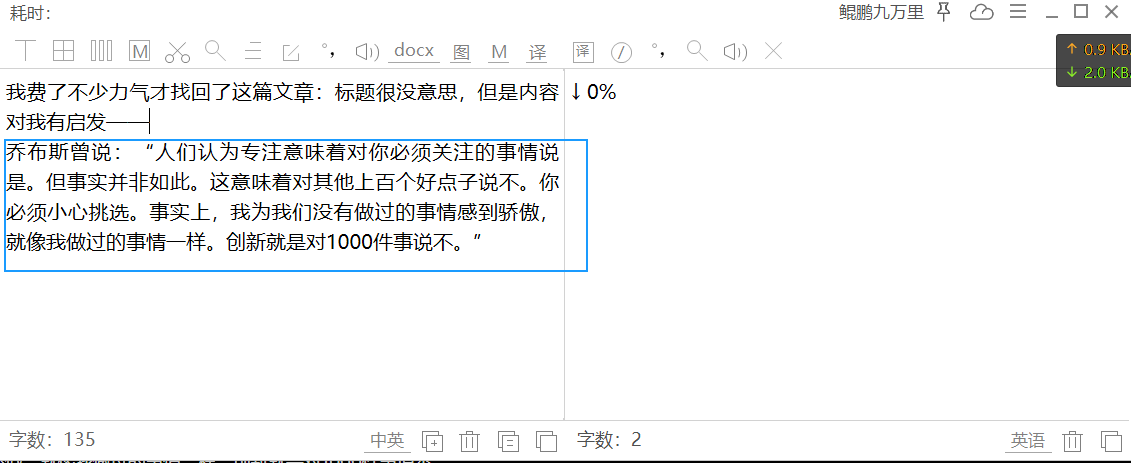 耗时：
鲲鹏九万里
M
docx
图
M
译
译
0.9 KB
2.0 KB
我费了不少力气才找回了这篇文章：标题很没意思，但是内容
对我有启发——
乔布斯曾说：“人们认为专注意味着对你必须关注的事情说
是。但事实并非如此。这意味着对其他上百个好点子说不。你
必须小心挑选。事实上，我为我们没有做过的事情感到骄傲，
就像我做过的事情一样。创新就是对1000件事说不。”
↓0%
字数：135
中英
字数：2
英语